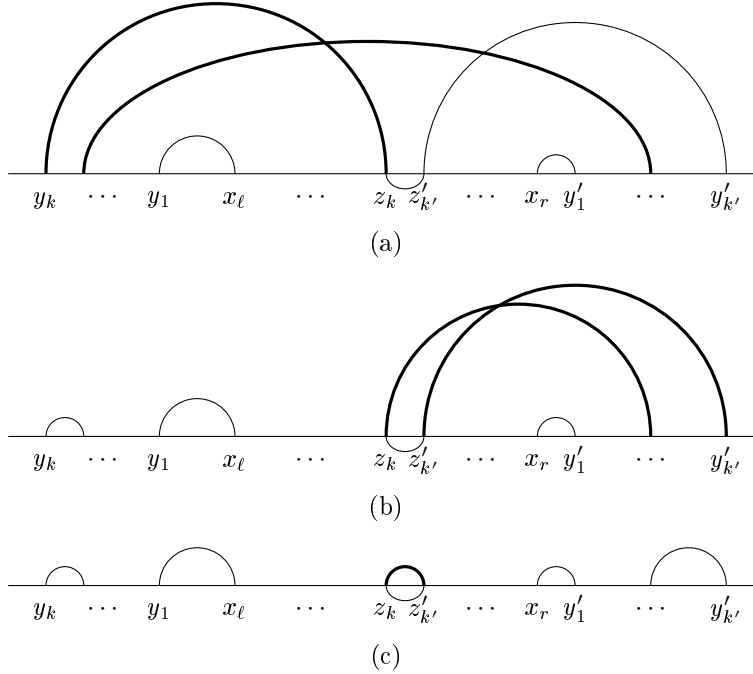 y_k ⋯ y_1 x_ℓ ⋯ z_k z'_{k'} ⋯ x_r y'_1 ⋯ y'_{k'}
(a)
y_k ⋯ y_1 x_ℓ ⋯ z_k z'_{k'} ⋯ x_r y'_1 ⋯ y'_{k'}
(b)
y_k ⋯ y_1 x_ℓ ⋯ z_k z'_{k'} ⋯ x_r y'_1 ⋯ y'_{k'}
(c)